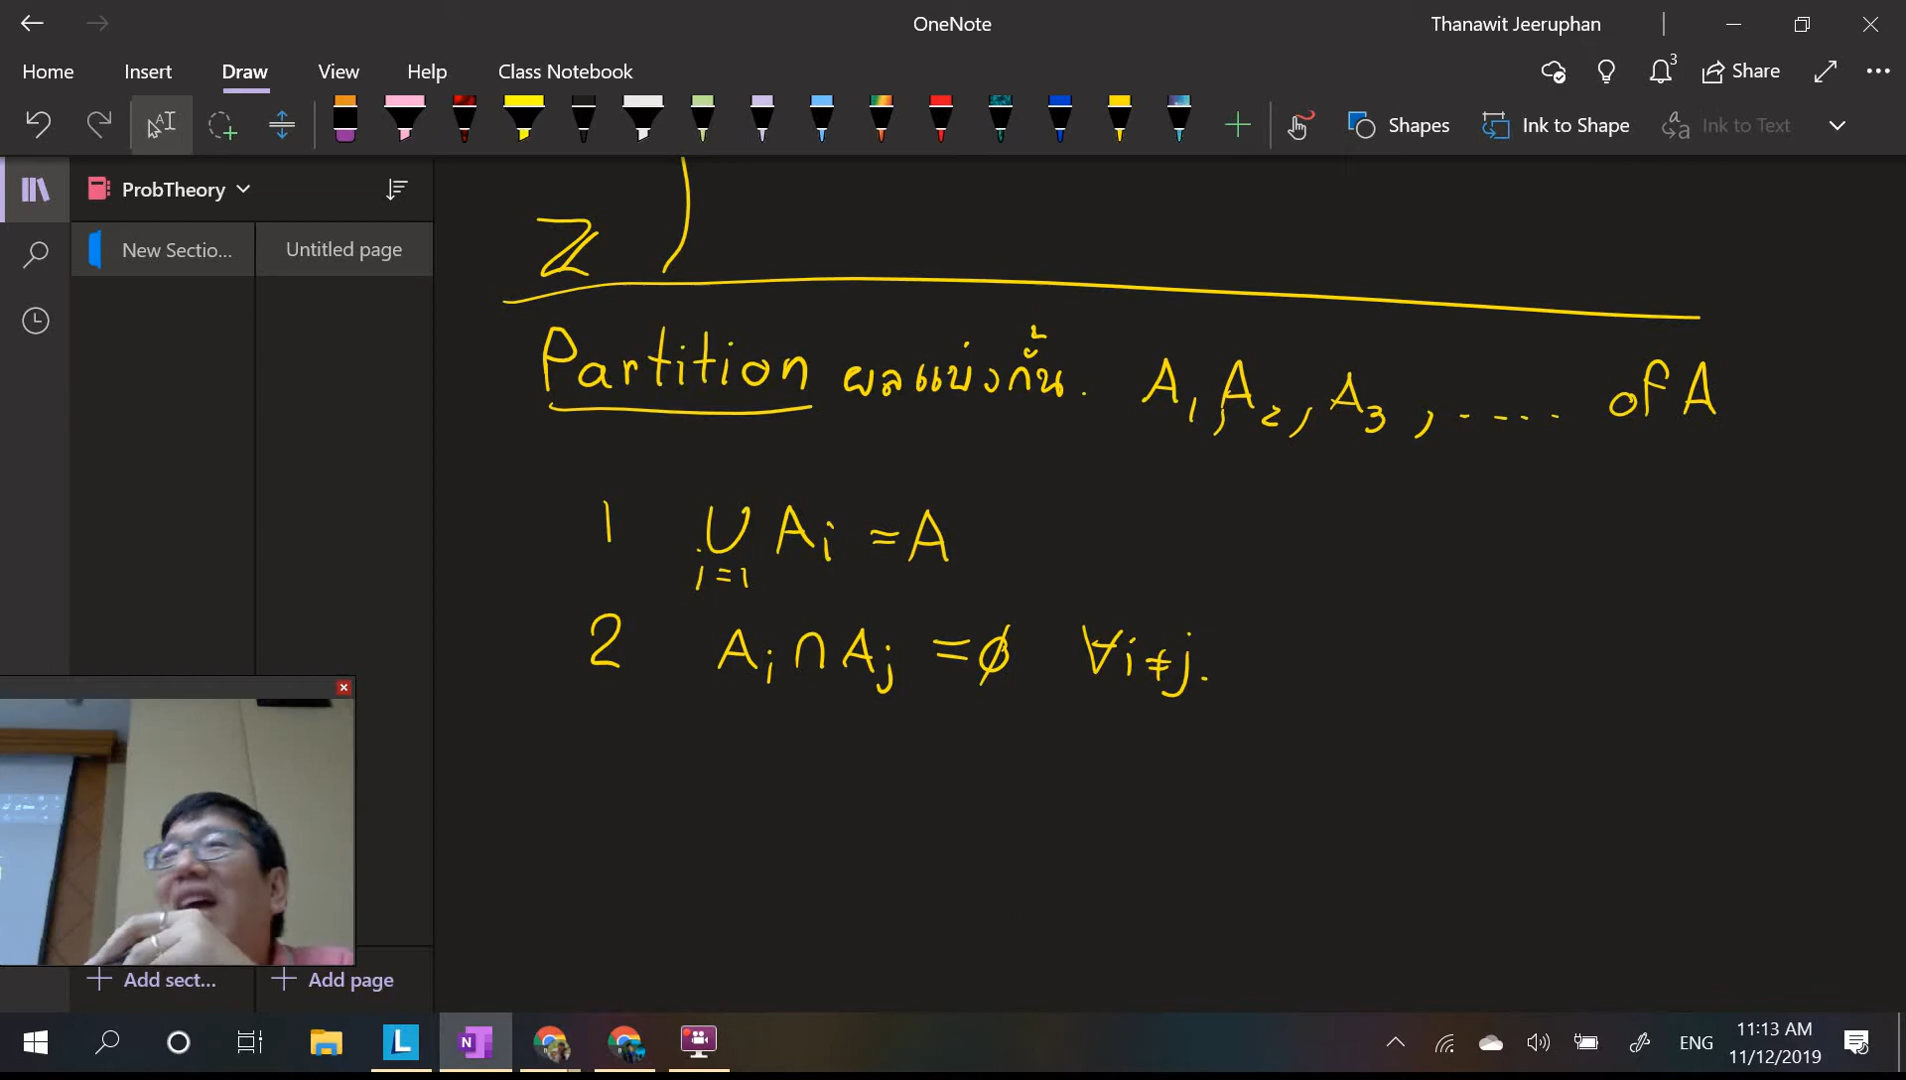 OneNote
Thanawit Jeeruphan
Home Insert Draw View Help Class Notebook
3
Share
Shapes Ink to Shape Ink to Text
ProbTheory
New Sectio... Untitled page
ℤ )
Partition ผลแบ่งกั้น. A₁, A₂, A₃, .... of A
1 ∪ Ai = A
i=1
2 Ai ∩ Aj = ∅ ∀i≠j.
Add sect... Add page
ENG
11:13 AM
11/12/2019